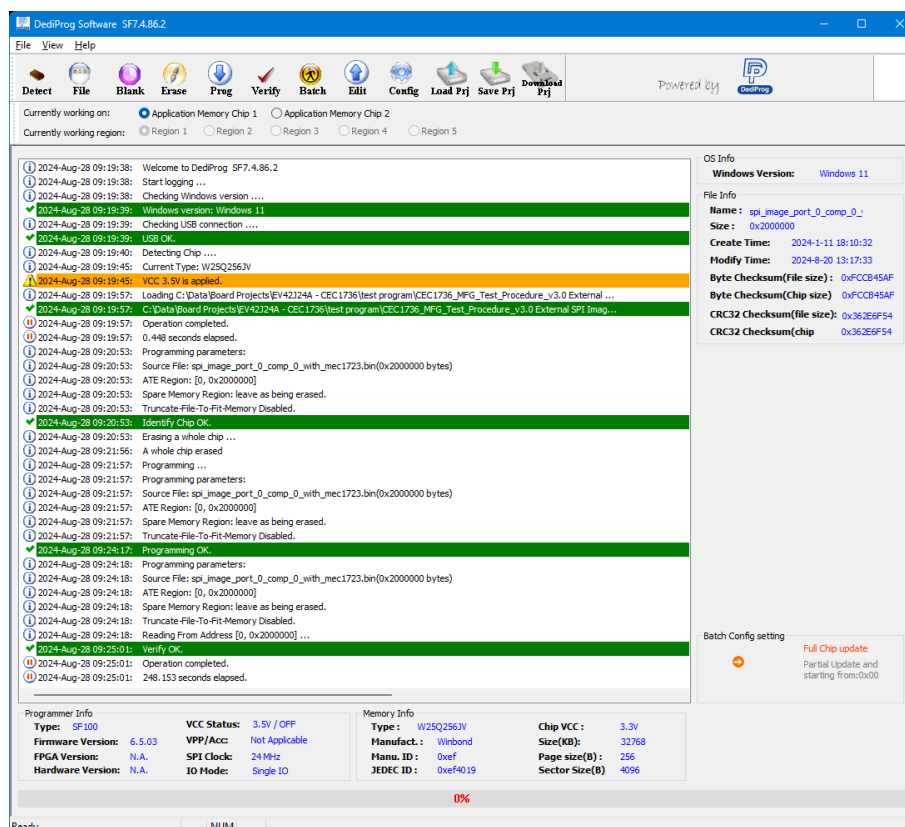 DediProg Software SF7.4.86.2
File View Help
Detect File Blank Erase Prog Verify Batch Edit Config Load Prj Save Prj Download Prj
Powered by DediProg
Currently working on: Application Memory Chip 1 Application Memory Chip 2
Currently working region: Region 1 Region 2 Region 3 Region 4 Region 5
2024-Aug-28 09:19:38: Welcome to DediProg SF7.4.86.2
2024-Aug-28 09:19:38: Start logging ...
2024-Aug-28 09:19:38: Checking Windows version ....
2024-Aug-28 09:19:39: Windows version: Windows 11
2024-Aug-28 09:19:39: Checking USB connection ....
2024-Aug-28 09:19:39: USB OK.
2024-Aug-28 09:19:40: Detecting Chip ....
2024-Aug-28 09:19:45: Current Type: W25Q256JV
2024-Aug-28 09:19:45: VCC 3.5V is applied.
2024-Aug-28 09:19:57: Loading C:\Data\Board Projects\EV42J24A - CEC1736\test program\CEC1736_MFG_Test_Procedure_v3.0 External ...
2024-Aug-28 09:19:57: C:\Data\Board Projects\EV42J24A - CEC1736\test program\CEC1736_MFG_Test_Procedure_v3.0 External SPI Imag...
2024-Aug-28 09:19:57: Operation completed.
2024-Aug-28 09:19:57: 0.448 seconds elapsed.
2024-Aug-28 09:20:53: Programming parameters:
2024-Aug-28 09:20:53: Source File: spi_image_port_0_comp_0_with_mec1723.bin(0x2000000 bytes)
2024-Aug-28 09:20:53: ATE Region: [0, 0x2000000]
2024-Aug-28 09:20:53: Spare Memory Region: leave as being erased.
2024-Aug-28 09:20:53: Truncate-File-To-Fit-Memory Disabled.
2024-Aug-28 09:20:53: Identify Chip OK.
2024-Aug-28 09:20:53: Erasing a whole chip ...
2024-Aug-28 09:21:56: A whole chip erased
2024-Aug-28 09:21:57: Programming ...
2024-Aug-28 09:21:57: Programming parameters:
2024-Aug-28 09:21:57: Source File: spi_image_port_0_comp_0_with_mec1723.bin(0x2000000 bytes)
2024-Aug-28 09:21:57: ATE Region: [0, 0x2000000]
2024-Aug-28 09:21:57: Spare Memory Region: leave as being erased.
2024-Aug-28 09:21:57: Truncate-File-To-Fit-Memory Disabled.
2024-Aug-28 09:24:17: Programming OK.
2024-Aug-28 09:24:18: Programming parameters:
2024-Aug-28 09:24:18: Source File: spi_image_port_0_comp_0_with_mec1723.bin(0x2000000 bytes)
2024-Aug-28 09:24:18: ATE Region: [0, 0x2000000]
2024-Aug-28 09:24:18: Spare Memory Region: leave as being erased.
2024-Aug-28 09:24:18: Truncate-File-To-Fit-Memory Disabled.
2024-Aug-28 09:24:18: Reading From Address [0, 0x2000000] ...
2024-Aug-28 09:25:01: Verify OK.
2024-Aug-28 09:25:01: Operation completed.
2024-Aug-28 09:25:01: 248.153 seconds elapsed.
OS Info
Windows Version: Windows 11
File Info
Name : spi_image_port_0_comp_0_
Size : 0x2000000
Create Time: 2024-1-11 18:10:32
Modify Time: 2024-8-20 13:17:33
Byte Checksum(File size) : 0xFCCB45AF
Byte Checksum(Chip size) 0xFCCB45AF
CRC32 Checksum(file size): 0x362E6F54
CRC32 Checksum(chip 0x362E6F54
Batch Config setting
Full Chip update
Partial Update and
starting from:0x00
Programmer Info
Type: SF100 VCC Status: 3.5V / OFF
Firmware Version: 6.5.03 VPP/Acc: Not Applicable
FPGA Version: N.A. SPI Clock: 24 MHz
Hardware Version: N.A. IO Mode: Single IO
Memory Info
Type : W25Q256JV Chip VCC : 3.3V
Manufact. : Winbond Size(KB): 32768
Manu. ID : 0xef Page size(B) : 256
JEDEC ID : 0xef4019 Sector Size(B) 4096
0%
Ready NUM